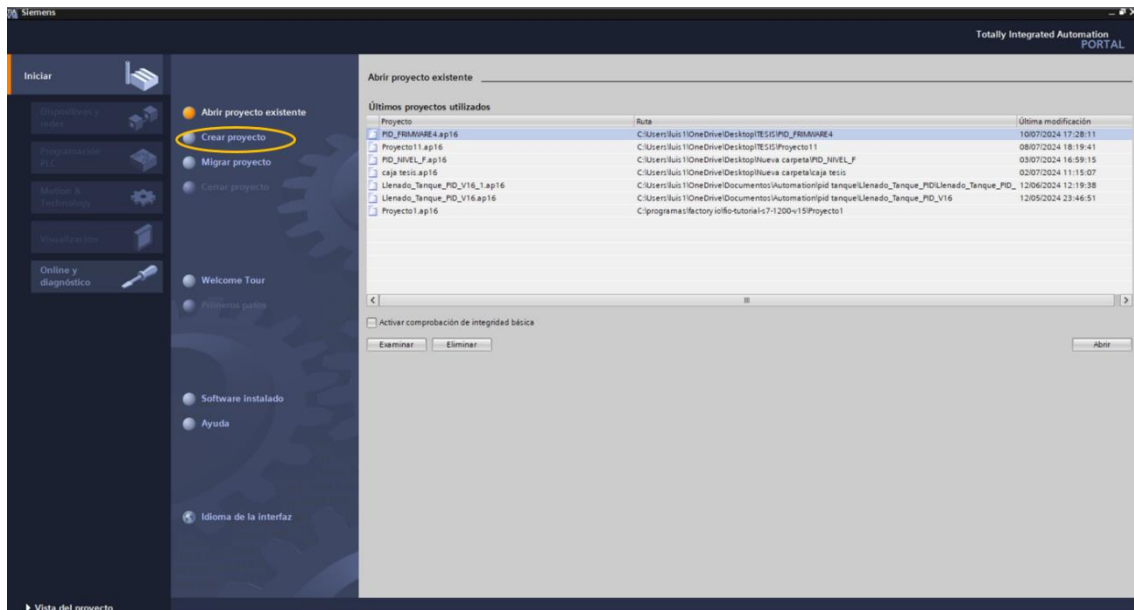 Siemens
Totally Integrated Automation
PORTAL
Iniciar
Dispositivos y
redes
Programación
PLC
Motion &
Technology
Visualización
Online y
diagnóstico
Abrir proyecto existente
Crear proyecto
Migrar proyecto
Cerrar proyecto
Welcome Tour
Primeros pasos
Software instalado
Ayuda
Idioma de la interfaz
Abrir proyecto existente
Últimos proyectos utilizados
Proyecto Ruta Última modificación
PID_FRIMWARE4.ap16 C:\Users\luis1\OneDrive\Desktop\TESIS\PID_FRIMWARE4 10/07/2024 17:28:11
Proyecto11.ap16 C:\Users\luis1\OneDrive\Desktop\TESIS\Proyecto11 08/07/2024 18:19:41
PID_NIVEL_F.ap16 C:\Users\luis1\OneDrive\Desktop\Nueva carpeta\PID_NIVEL_F 03/07/2024 16:59:15
caja tesis.ap16 C:\Users\luis1\OneDrive\Desktop\Nueva carpeta\caja tesis 02/07/2024 11:15:07
Llenado_Tanque_PID_V16_1.ap16 C:\Users\luis1\OneDrive\Documentos\Automation\pid tanque\Llenado_Tanque_PID\Llenado_Tanque_PID_ 12/06/2024 12:19:38
Llenado_Tanque_PID_V16.ap16 C:\Users\luis1\OneDrive\Documentos\Automation\pid tanque\Llenado_Tanque_PID_V16 12/05/2024 23:46:51
Proyecto1.ap16 C:\programas\factory io\fio-tutorial-s7-1200-v15\Proyecto1
Activar comprobación de integridad básica
Examinar Eliminar Abrir
Vista del proyecto